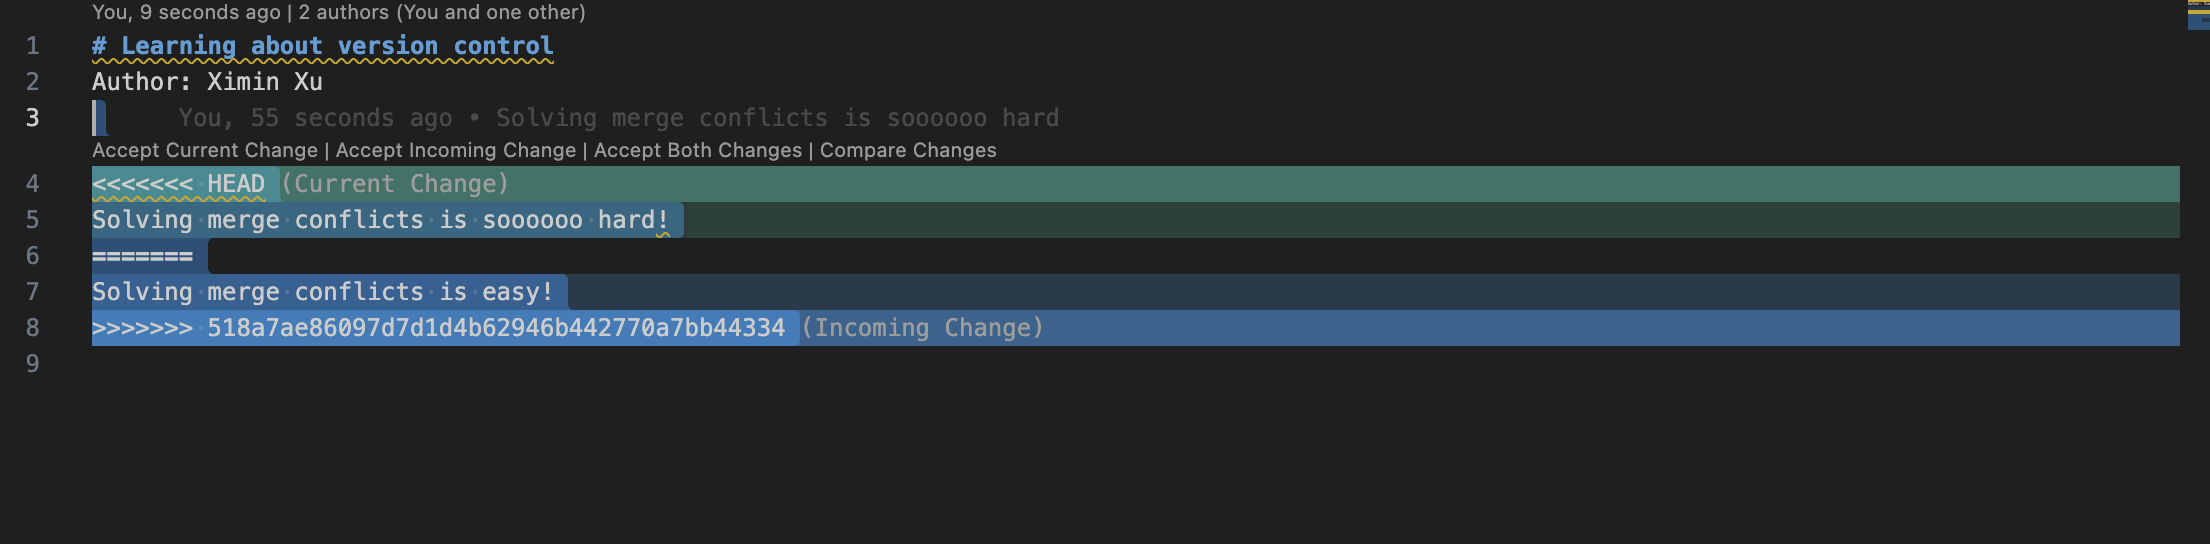 You, 9 seconds ago | 2 authors (You and one other)
1 # Learning about version control
2 Author: Ximin Xu
3 You, 55 seconds ago • Solving merge conflicts is soooooo hard
Accept Current Change | Accept Incoming Change | Accept Both Changes | Compare Changes
4 <<<<<<< HEAD (Current Change)
5 Solving merge conflicts is soooooo hard!
6 =======
7 Solving merge conflicts is easy!
8 >>>>>>> 518a7ae86097d7d1d4b62946b442770a7bb44334 (Incoming Change)
9